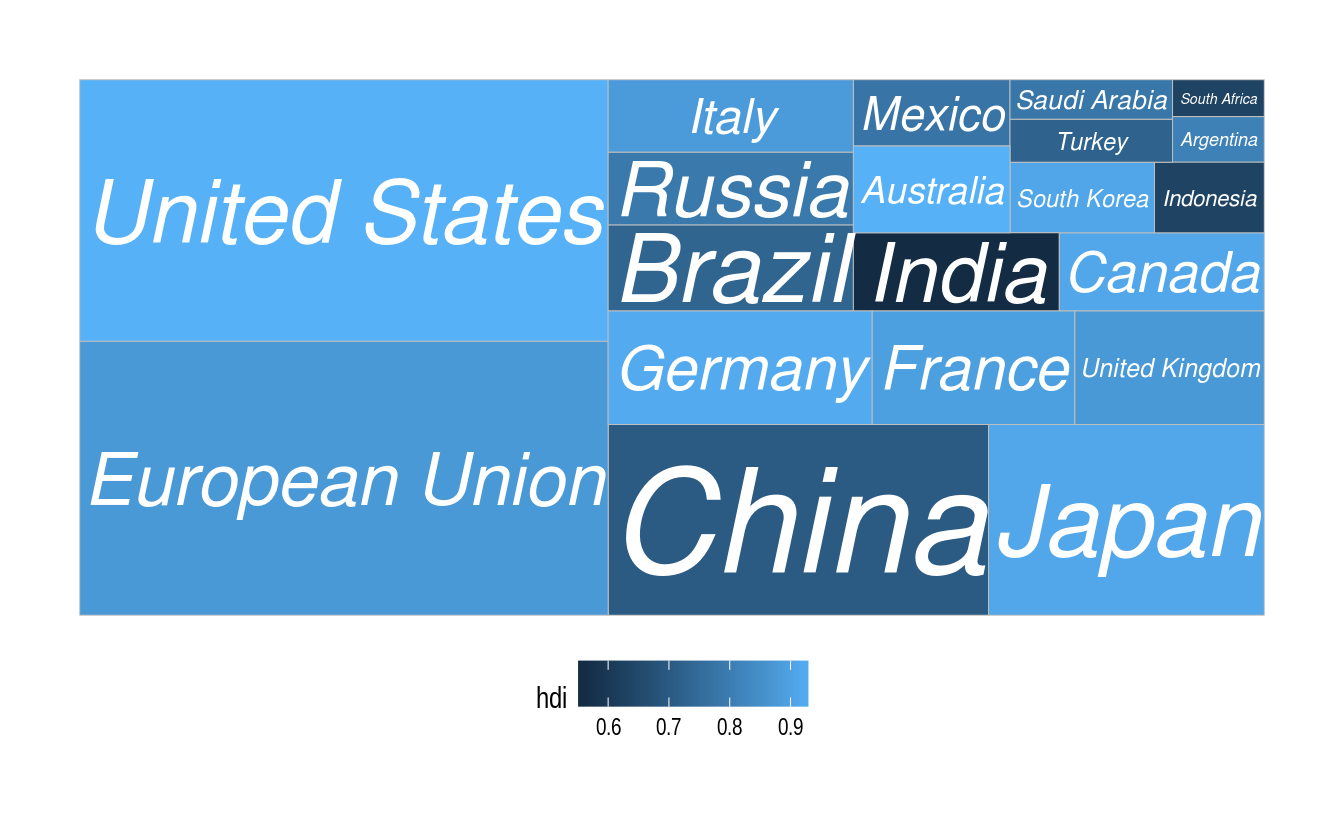 United States
Italy
Mexico
Saudi Arabia
South Africa
Turkey
Argentina
Russia
Australia
South Korea
Indonesia
Brazil
India
Canada
European Union
Germany
France
United Kingdom
China
Japan
hdi
0.6 0.7 0.8 0.9